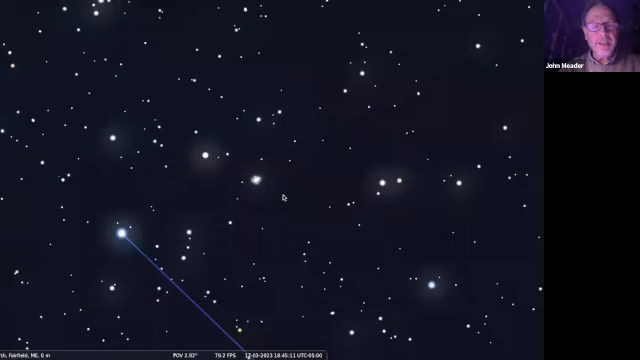 John Meader
rth, Fairfield, ME, 0 m FOV 2.82° 79.2 FPS 12-03-2023 18:45:11 UTC-05:00